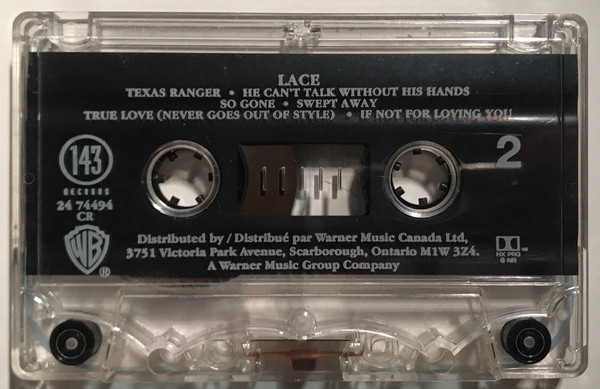 LACE
TEXAS RANGER • HE CAN'T TALK WITHOUT HIS HANDS
SO GONE • SWEPT AWAY
TRUE LOVE (NEVER GOES OUT OF STYLE) • IF NOT FOR LOVING YOU
2
143
RECORDS
24 74494
CR
WB
®
Distributed by / Distribué par Warner Music Canada Ltd,
3751 Victoria Park Avenue, Scarborough, Ontario M1W 3Z4.
A Warner Music Group Company
HX PRO
B NR